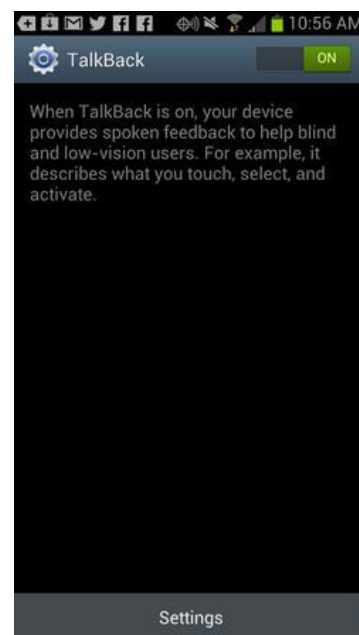 10:56 AM
TalkBack
ON
When TalkBack is on, your device
provides spoken feedback to help blind
and low-vision users. For example, it
describes what you touch, select, and
activate.
Settings